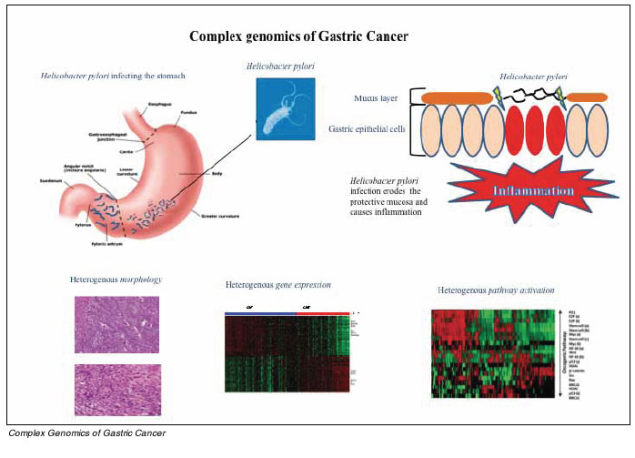 Complex genomics of Gastric Cancer
Helicobacter pylori infecting the stomach
Helicobacter pylori
Helicobacter pylori
Esophagus
Fundus
Gastroesophageal
junction
Cardia
Angular notch
(incisura angularis)
Lesser
curvature
Body
Duodenum
Greater curvature
Pylorus
Pyloric antrum
Mucus layer
Gastric epithelial cells
Helicobacter pylori
infection erodes the
protective mucosa and
causes inflammation
Inflammation
Heterogenous morphology
Heterogenous gene expression
Heterogenous pathway activation
Oncogenic Pathways
Complex Genomics of Gastric Cancer